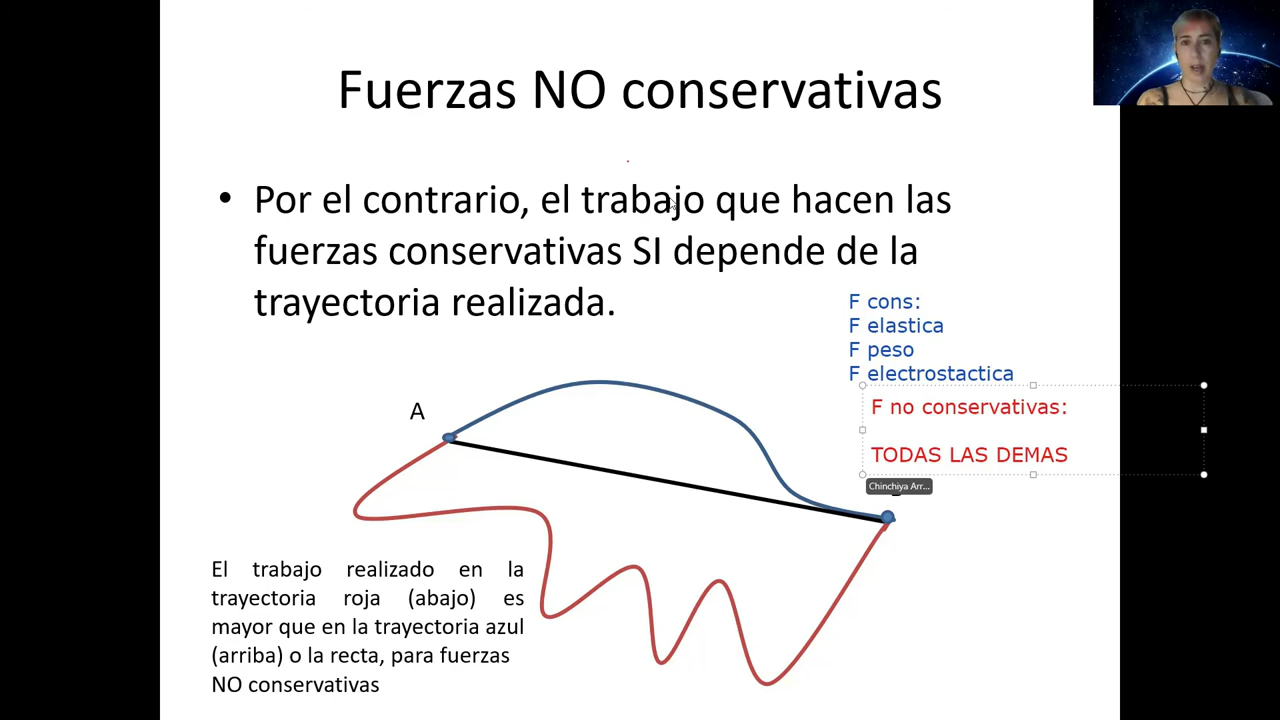 Fuerzas NO conservativas
• Por el contrario, el trabajo que hacen las
fuerzas conservativas SI depende de la
trayectoria realizada.
F cons:
F elastica
F peso
F electrostactica
F no conservativas:
TODAS LAS DEMAS
Chinchiya Arr...
A
El trabajo realizado en la
trayectoria roja (abajo) es
mayor que en la trayectoria azul
(arriba) o la recta, para fuerzas
NO conservativas